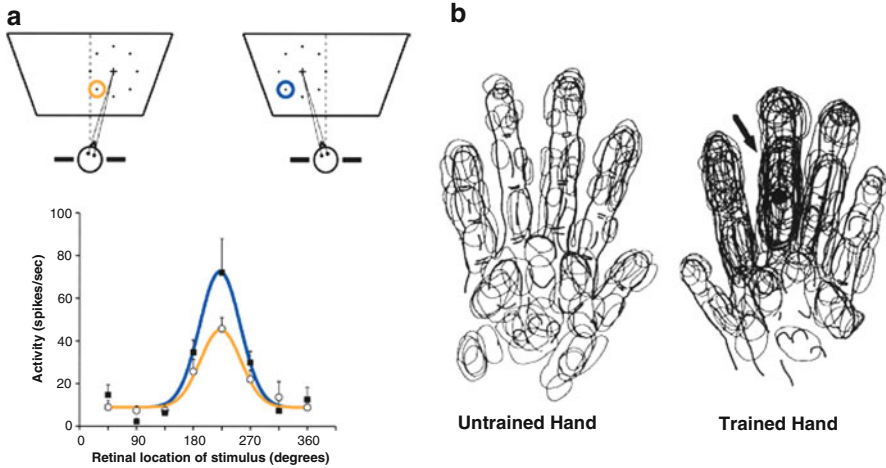 a
b
100
80
60
40
20
0
Activity (spikes/sec)
0 90 180 270 360
Retinal location of stimulus (degrees)
Untrained Hand
Trained Hand